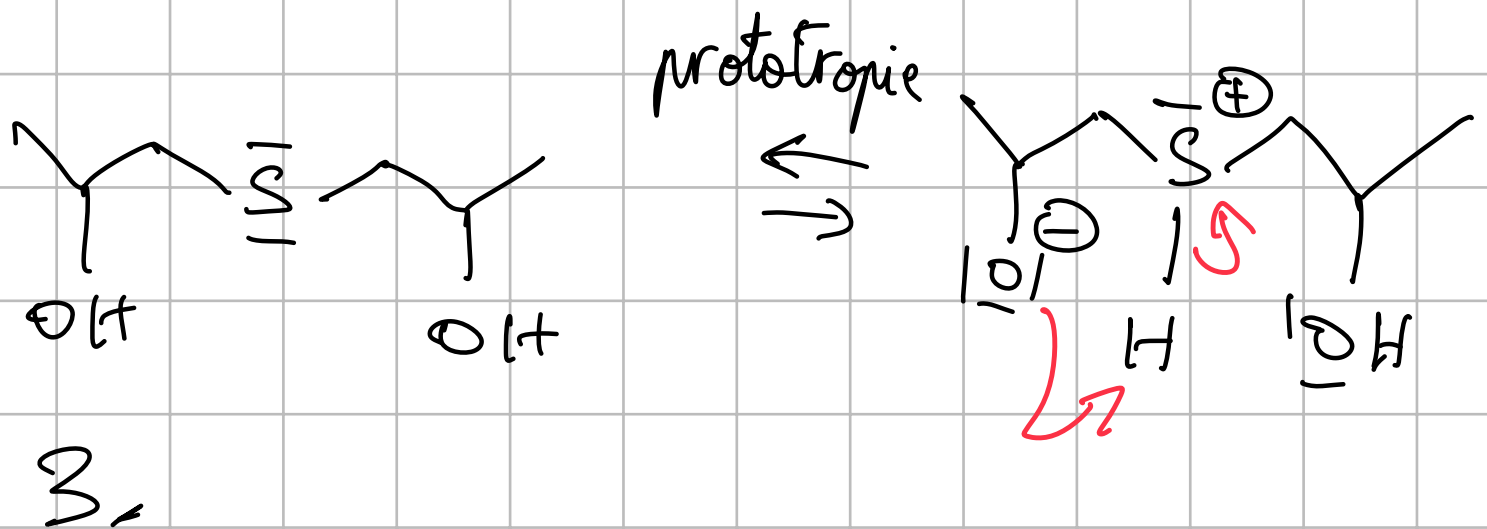 prototropie
S ⊕
S
|O| ⊖
OH OH H |OH
3.